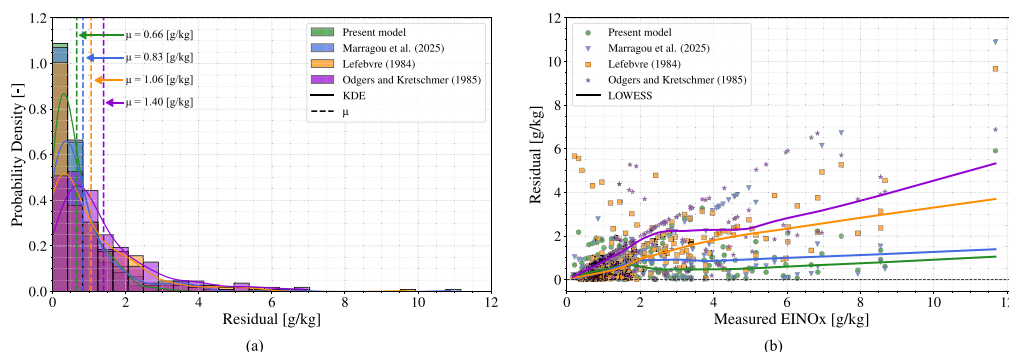 1.2
1.0
0.8
0.6
0.4
0.2
0.0
Probability Density [-]
0
2
4
6
8
10
12
Residual [g/kg]
μ = 0.66 [g/kg]
μ = 0.83 [g/kg]
μ = 1.06 [g/kg]
μ = 1.40 [g/kg]
Present model
Marragou et al. (2025)
Lefebvre (1984)
Odgers and Kretschmer (1985)
KDE
μ
(a)
12
10
8
6
4
2
0
Residual [g/kg]
0
2
4
6
8
10
12
Measured EINOx [g/kg]
Present model
Marragou et al. (2025)
Lefebvre (1984)
Odgers and Kretschmer (1985)
LOWESS
(b)